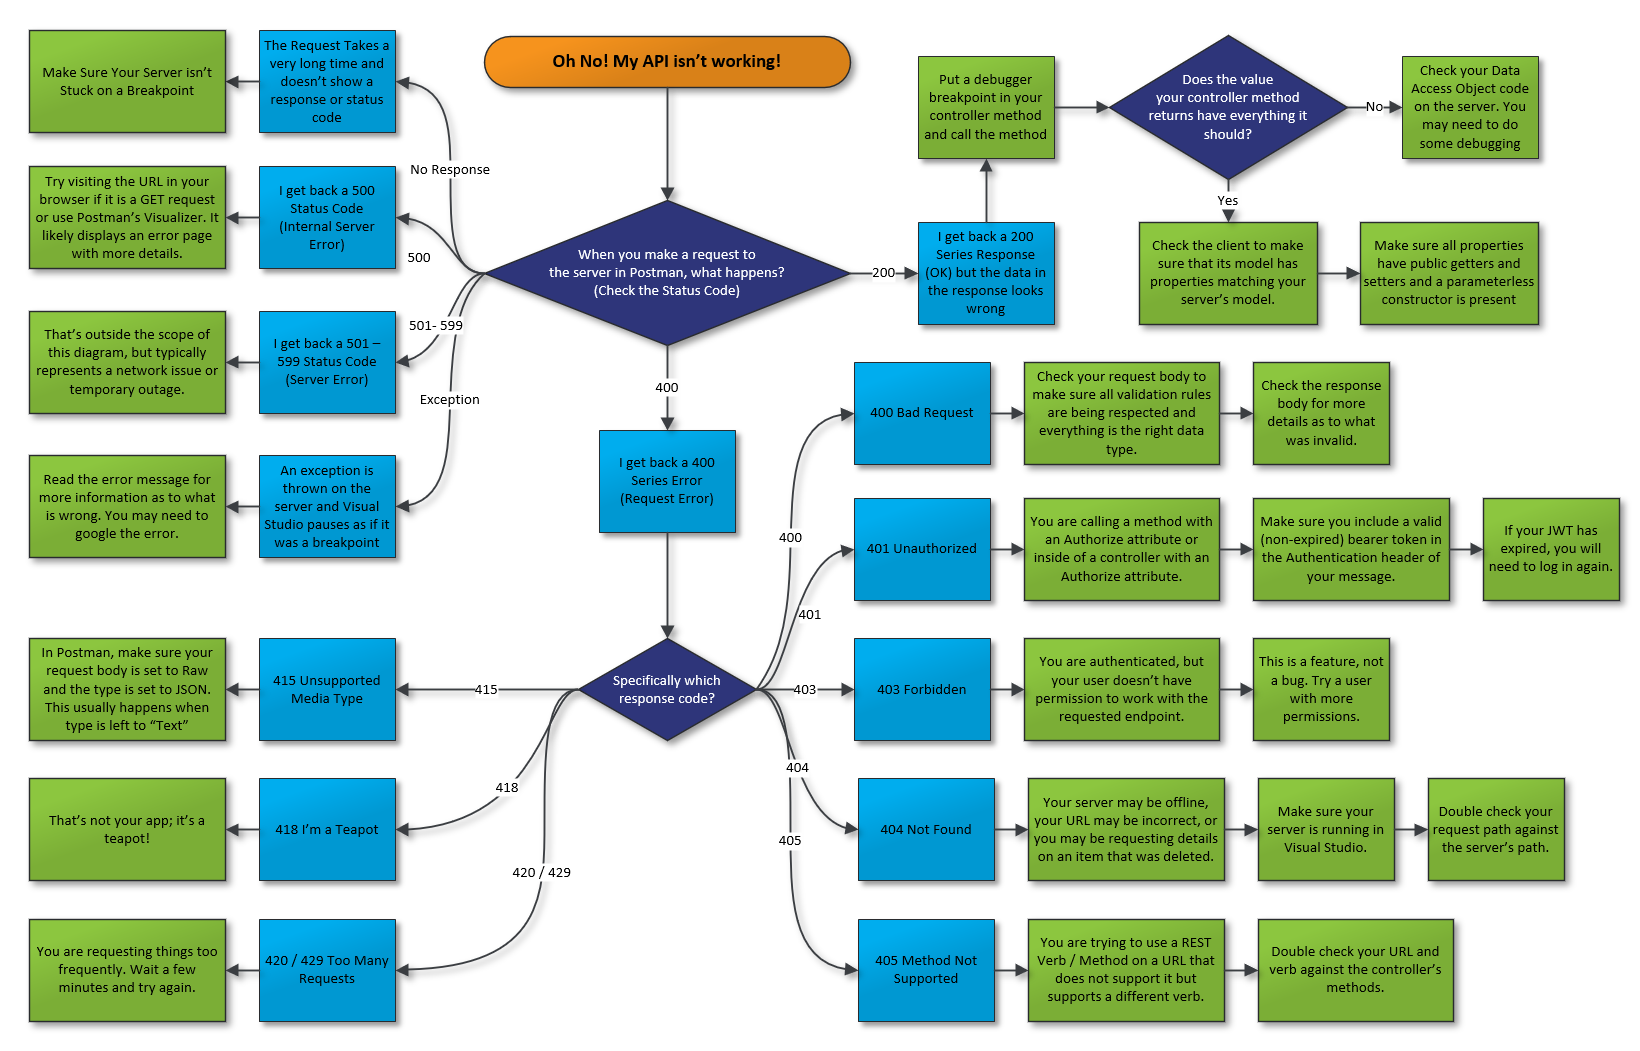 Oh No! My API isn't working!
When you make a request to
the server in Postman, what happens?
(Check the Status Code)
No Response
The Request Takes a
very long time and
doesn't show a
response or status
code
Make Sure Your Server isn't
Stuck on a Breakpoint
500
I get back a 500
Status Code
(Internal Server
Error)
Try visiting the URL in your
browser if it is a GET request
or use Postman's Visualizer. It
likely displays an error page
with more details.
501- 599
I get back a 501 –
599 Status Code
(Server Error)
That's outside the scope of
this diagram, but typically
represents a network issue or
temporary outage.
Exception
An exception is
thrown on the
server and Visual
Studio pauses as if it
was a breakpoint
Read the error message for
more information as to what
is wrong. You may need to
google the error.
200
I get back a 200
Series Response
(OK) but the data in
the response looks
wrong
Put a debugger
breakpoint in your
controller method
and call the method
Does the value
your controller method
returns have everything it
should?
No
Check your Data
Access Object code
on the server. You
may need to do
some debugging
Yes
Check the client to make
sure that its model has
properties matching your
server's model.
Make sure all properties
have public getters and
setters and a parameterless
constructor is present
400
I get back a 400
Series Error
(Request Error)
Specifically which
response code?
400
400 Bad Request
Check your request body to
make sure all validation rules
are being respected and
everything is the right data
type.
Check the response
body for more
details as to what
was invalid.
401
401 Unauthorized
You are calling a method with
an Authorize attribute or
inside of a controller with an
Authorize attribute.
Make sure you include a valid
(non-expired) bearer token in
the Authentication header of
your message.
If your JWT has
expired, you will
need to log in again.
403
403 Forbidden
You are authenticated, but
your user doesn't have
permission to work with the
requested endpoint.
This is a feature, not
a bug. Try a user
with more
permissions.
404
404 Not Found
Your server may be offline,
your URL may be incorrect, or
you may be requesting details
on an item that was deleted.
Make sure your
server is running in
Visual Studio.
Double check your
request path against
the server's path.
405
405 Method Not
Supported
You are trying to use a REST
Verb / Method on a URL that
does not support it but
supports a different verb.
Double check your URL and
verb against the controller's
methods.
415
415 Unsupported
Media Type
In Postman, make sure your
request body is set to Raw
and the type is set to JSON.
This usually happens when
type is left to “Text”
418
418 I'm a Teapot
That's not your app; it's a
teapot!
420 / 429
420 / 429 Too Many
Requests
You are requesting things too
frequently. Wait a few
minutes and try again.